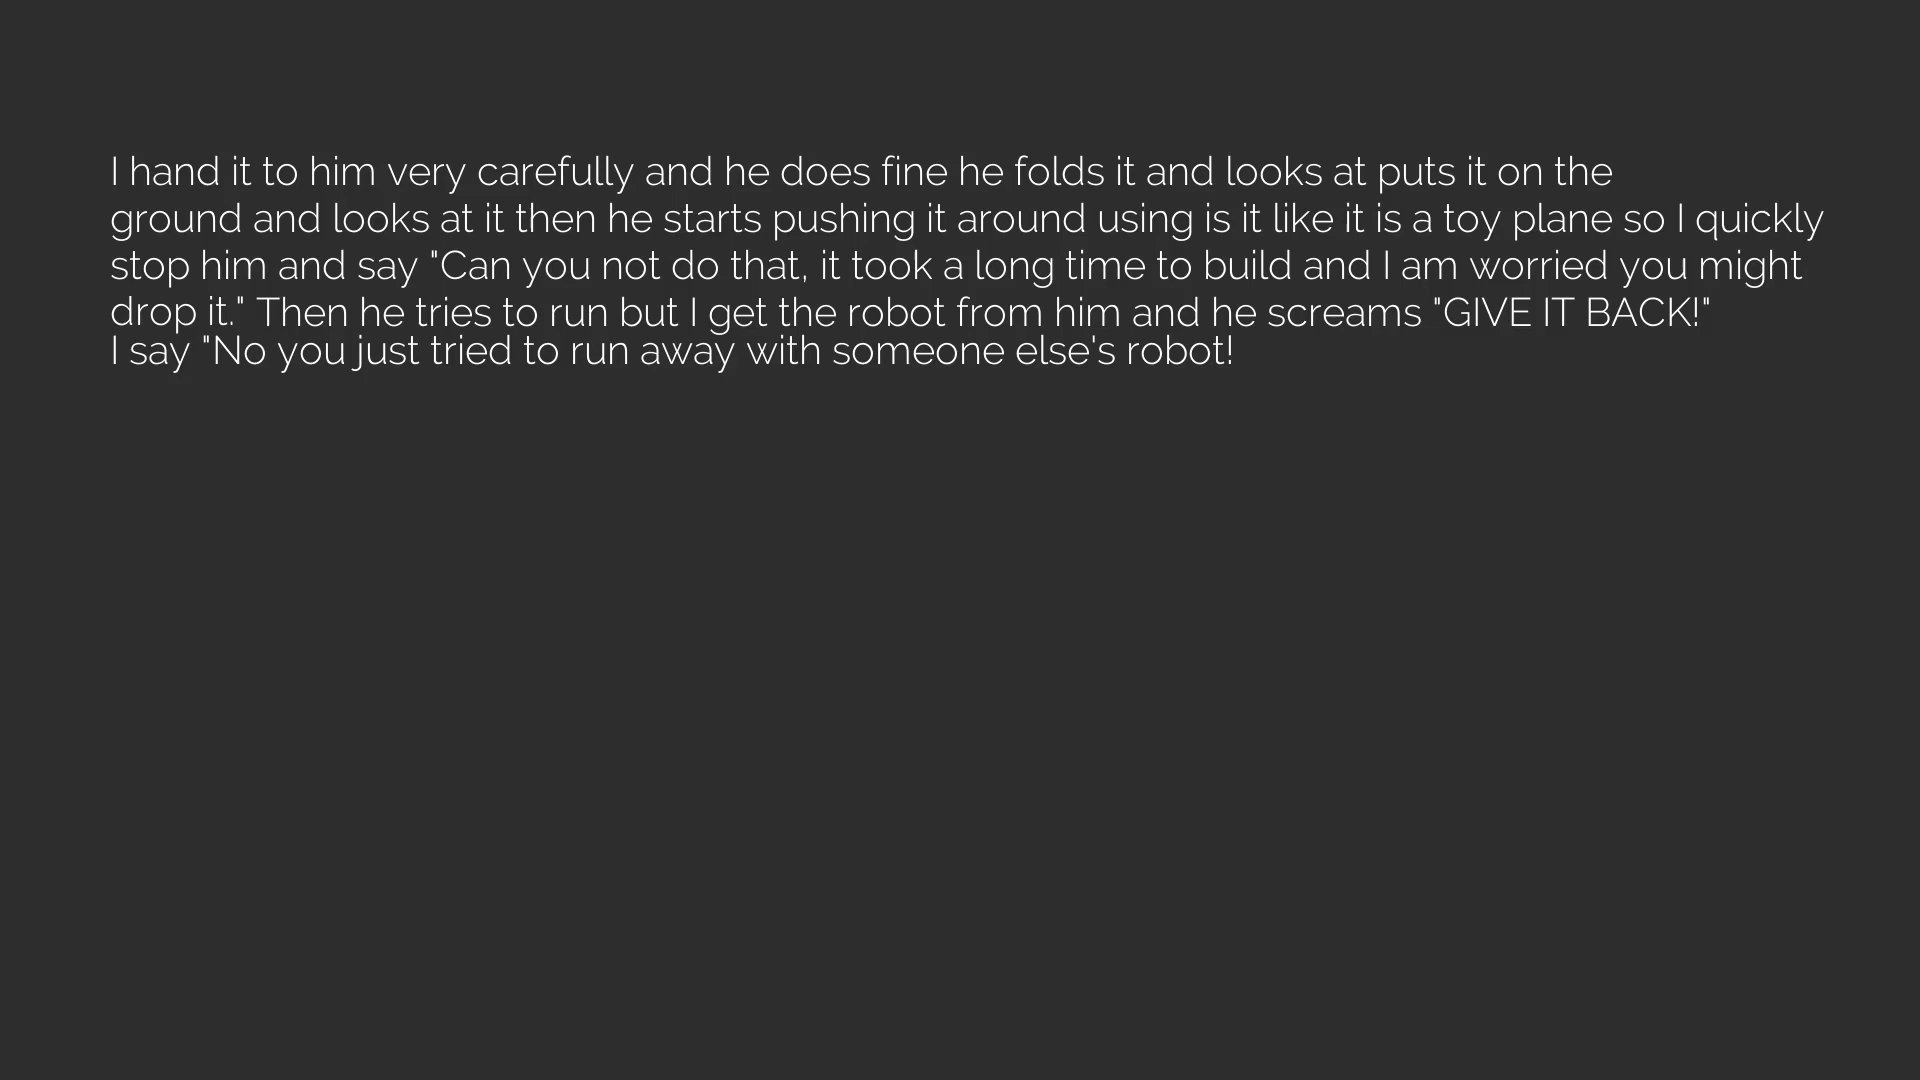 I hand it to him very carefully and he does fine he folds it and looks at puts it on the
ground and looks at it then he starts pushing it around using is it like it is a toy plane so I quickly
stop him and say "Can you not do that, it took a long time to build and I am worried you might
drop it." Then he tries to run but I get the robot from him and he screams "GIVE IT BACK!"
I say "No you just tried to run away with someone else's robot!